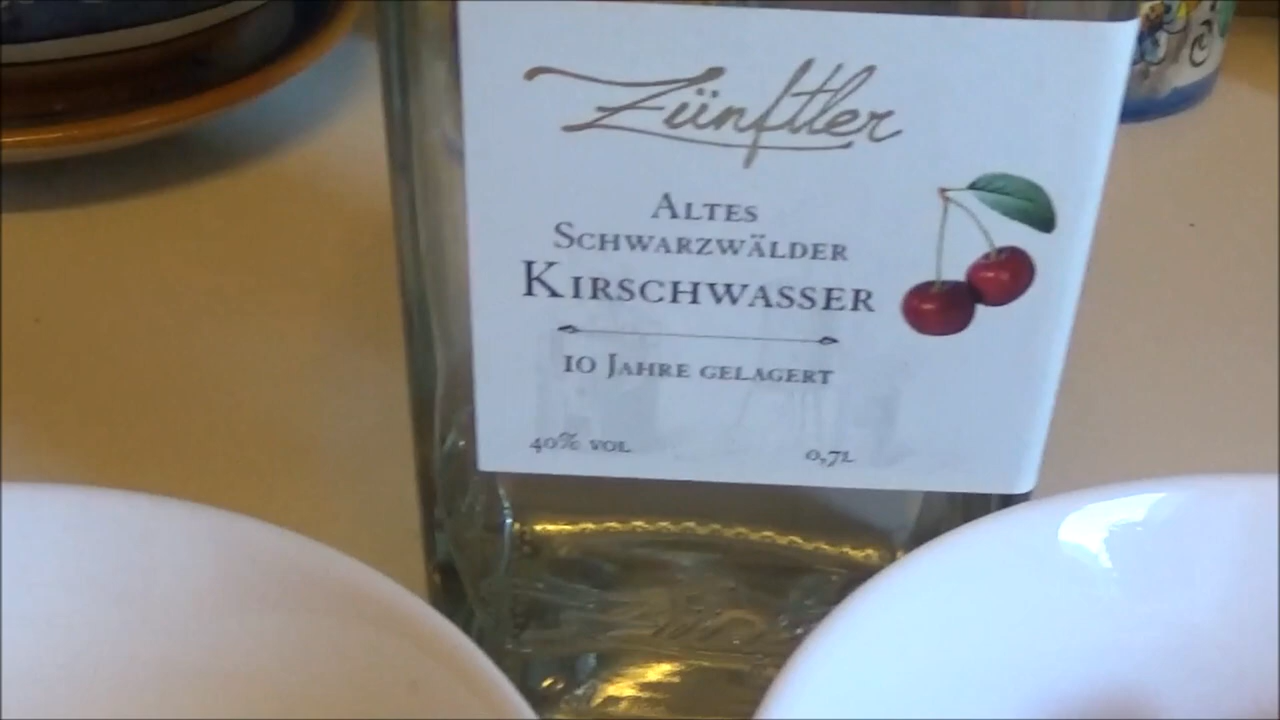 Zünftler
ALTES
SCHWARZWÄLDER
KIRSCHWASSER
10 JAHRE GELAGERT
40% VOL 0,7L